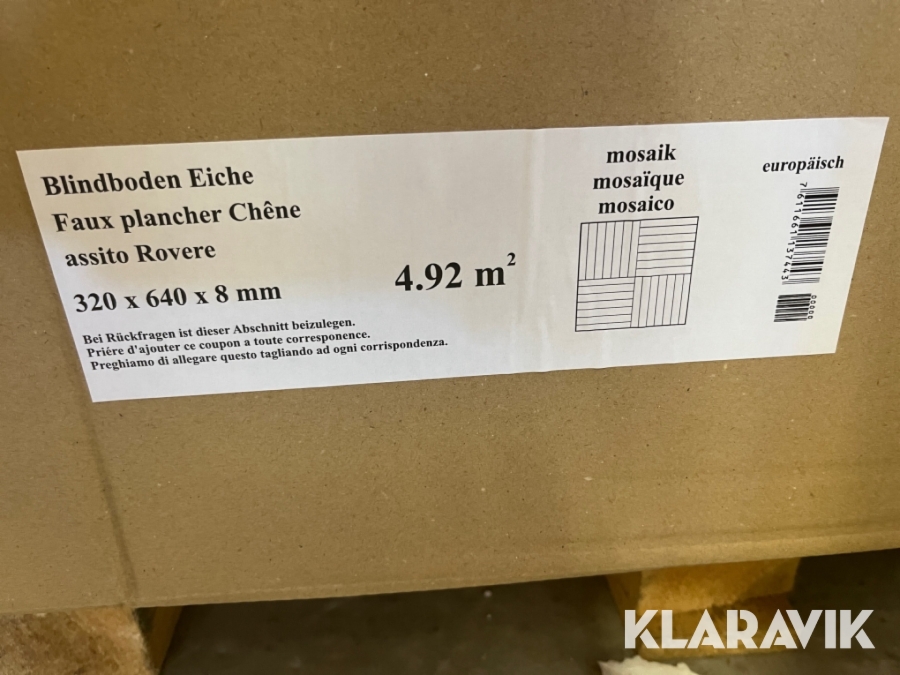 Blindboden Eiche
Faux plancher Chêne
assito Rovere
320 x 640 x 8 mm
4.92 m²
Bei Rückfragen ist dieser Abschnitt beizulegen.
Priére d'ajouter ce coupon a toute corresponence.
Preghiamo di allegare questo tagliando ad ogni corrispondenza.
mosaik
mosaïque
mosaico
europäisch
7611661137443
00000
KLARAVIK